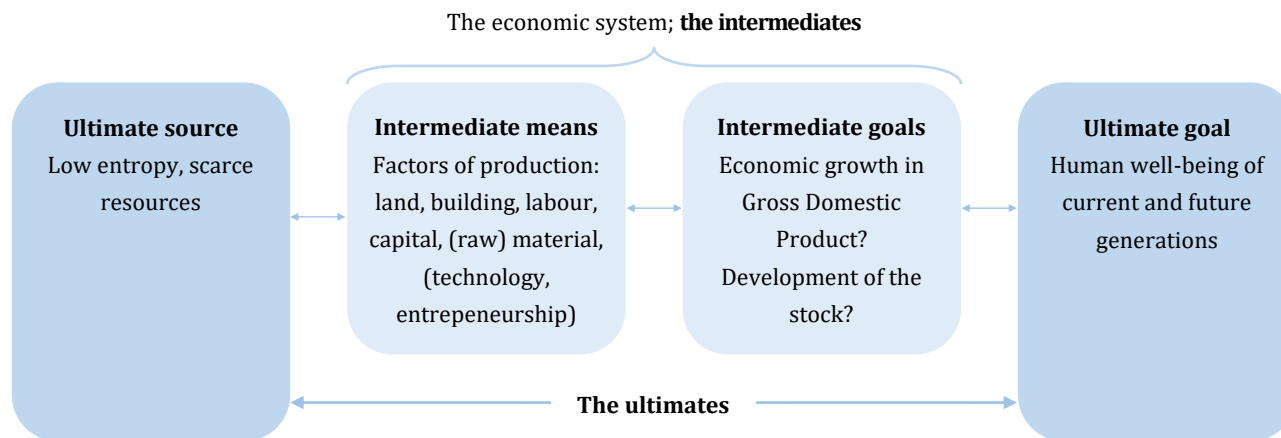 The economic system; the intermediates
Ultimate source
Low entropy, scarce
resources
Intermediate means
Factors of production:
land, building, labour,
capital, (raw) material,
(technology,
entrepeneurship)
Intermediate goals
Economic growth in
Gross Domestic
Product?
Development of the
stock?
Ultimate goal
Human well-being of
current and future
generations
The ultimates